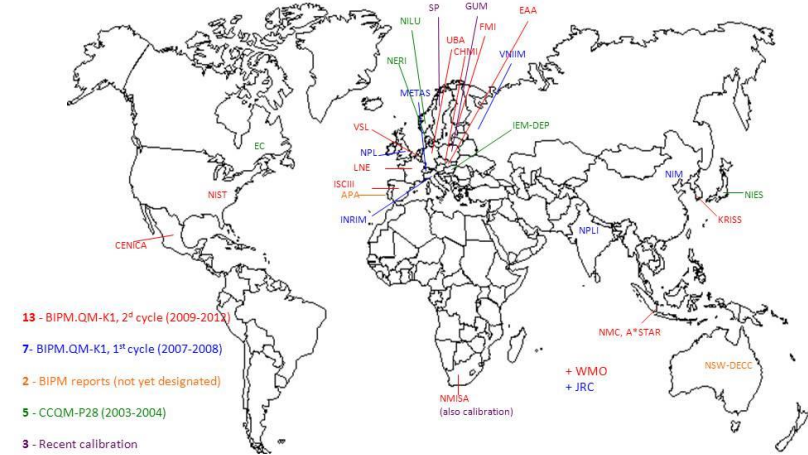 SP
GUM
EAA
NILU
FMI
UBA
CHMI
VNIIM
NERI
METAS
VSL
IEM-DEP
EC
NPL
LNE
NIM
ISCIII
NIST
APA
NIES
KRISS
INRIM
NPLI
CENICA
13 - BIPM.QM-K1, 2ᵈ cycle (2009-2012)
NMC, A*STAR
7- BIPM.QM-K1, 1ˢᵗ cycle (2007-2008)
NSW-DECC
+ WMO
2 - BIPM reports (not yet designated)
+ JRC
NMISA
(also calibration)
5 - CCQM-P28 (2003-2004)
3 - Recent calibration